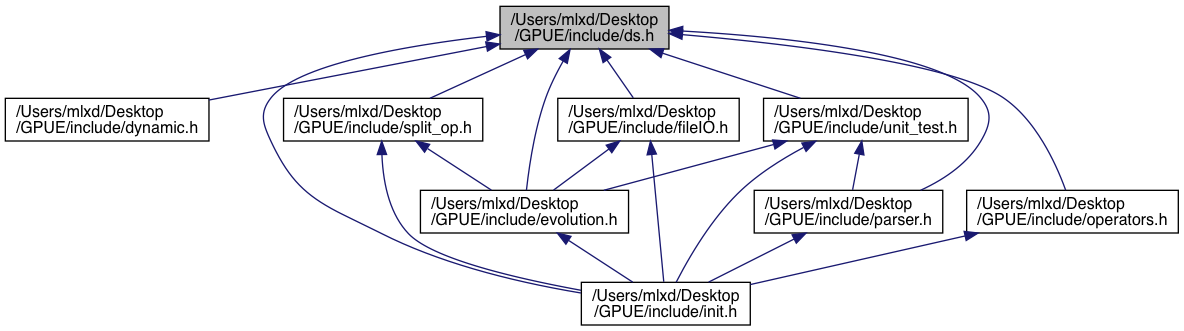 /Users/mlxd/Desktop
/GPUE/include/ds.h
/Users/mlxd/Desktop
/GPUE/include/dynamic.h
/Users/mlxd/Desktop
/GPUE/include/split_op.h
/Users/mlxd/Desktop
/GPUE/include/fileIO.h
/Users/mlxd/Desktop
/GPUE/include/unit_test.h
/Users/mlxd/Desktop
/GPUE/include/evolution.h
/Users/mlxd/Desktop
/GPUE/include/parser.h
/Users/mlxd/Desktop
/GPUE/include/operators.h
/Users/mlxd/Desktop
/GPUE/include/init.h